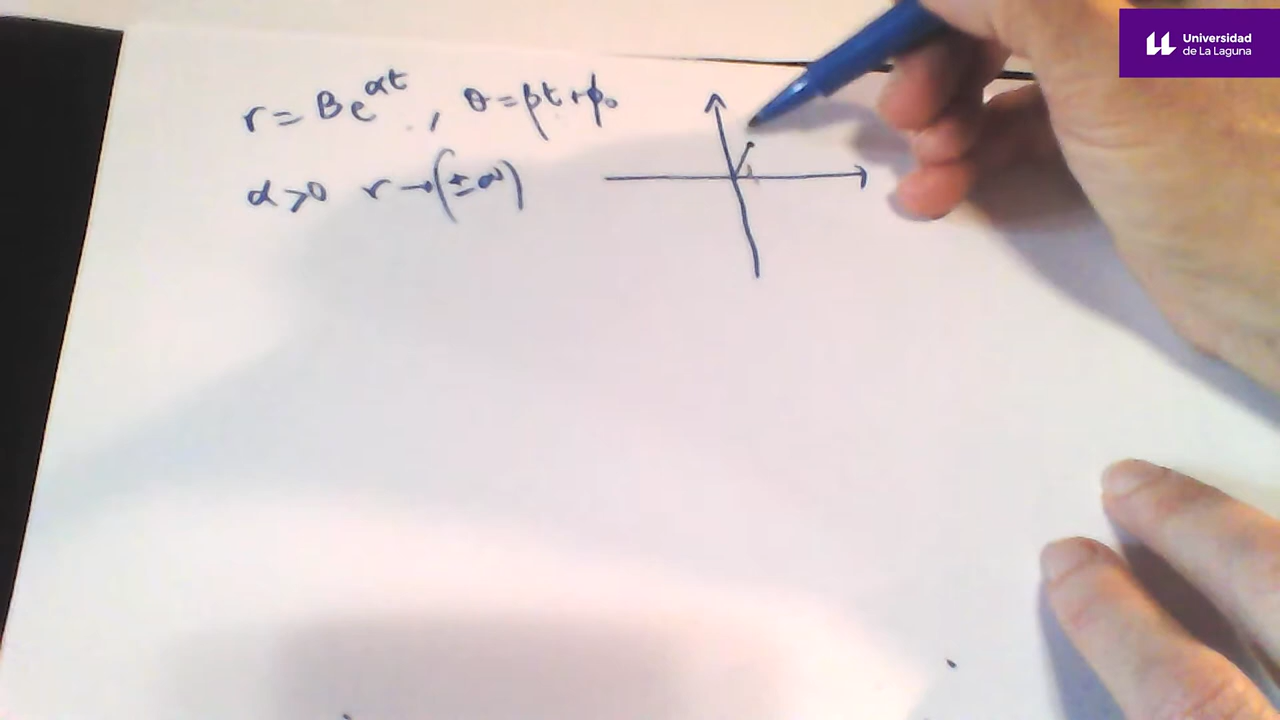 r = Be^{αt}, θ = βt + ϕ₀
α > 0 r → (±∞)
Universidad
de La Laguna